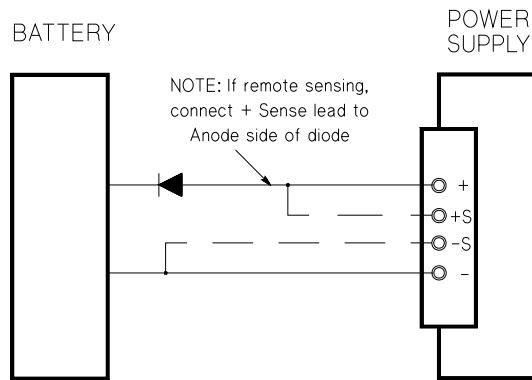 BATTERY
POWER
SUPPLY
NOTE: If remote sensing,
connect + Sense lead to
Anode side of diode
+
+S
-S
-